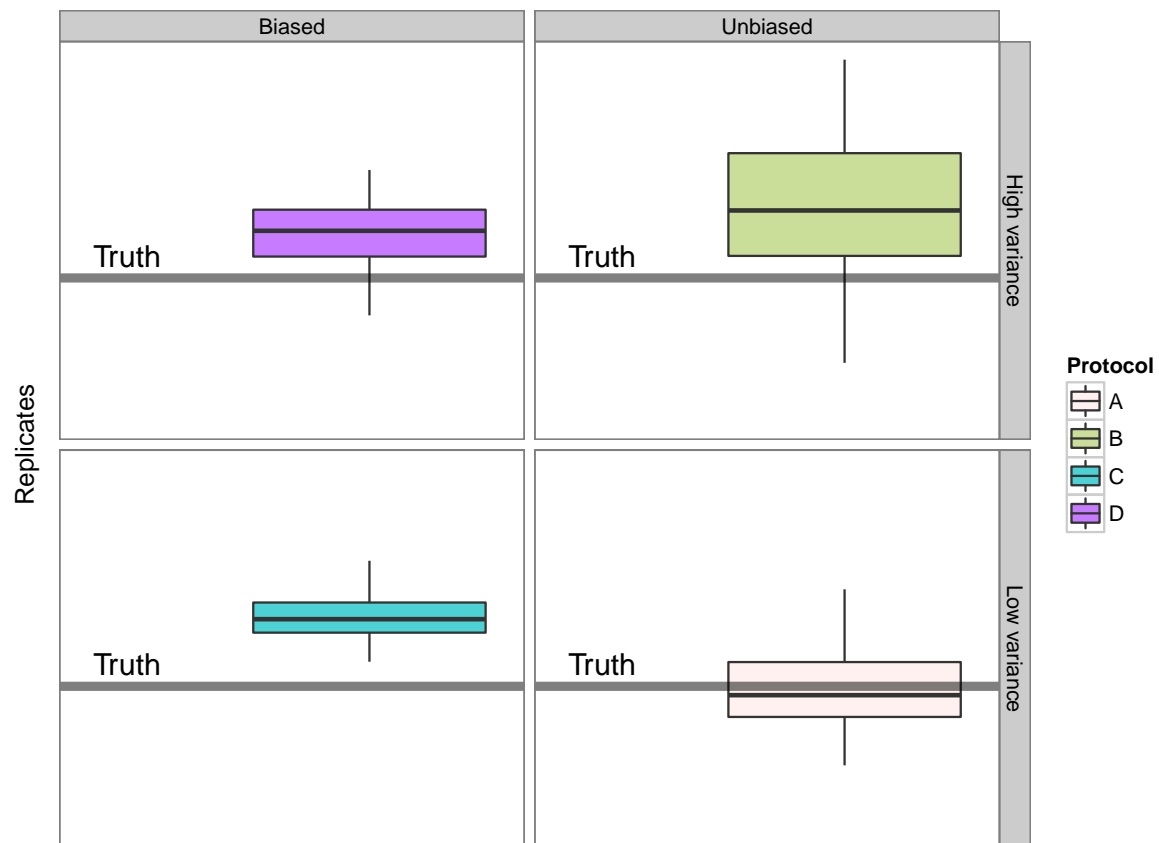 Biased
Unbiased
Replicates
Truth
Truth
High variance
Truth
Truth
Low variance
Protocol
A
B
C
D